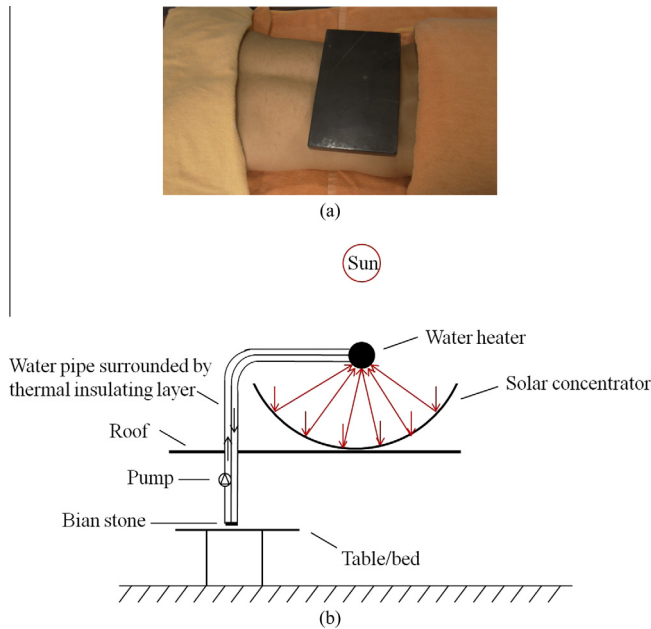 (a)
Sun
Water heater
Water pipe surrounded by
thermal insulating layer
Solar concentrator
Roof
Pump
Bian stone
Table/bed
(b)